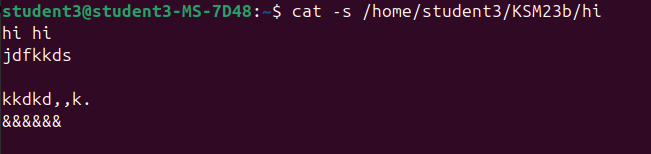 student3@student3-MS-7D48:~$ cat -s /home/student3/KSM23b/hi
hi hi
jdfkkds

kkdkd,,k.
&&&&&&